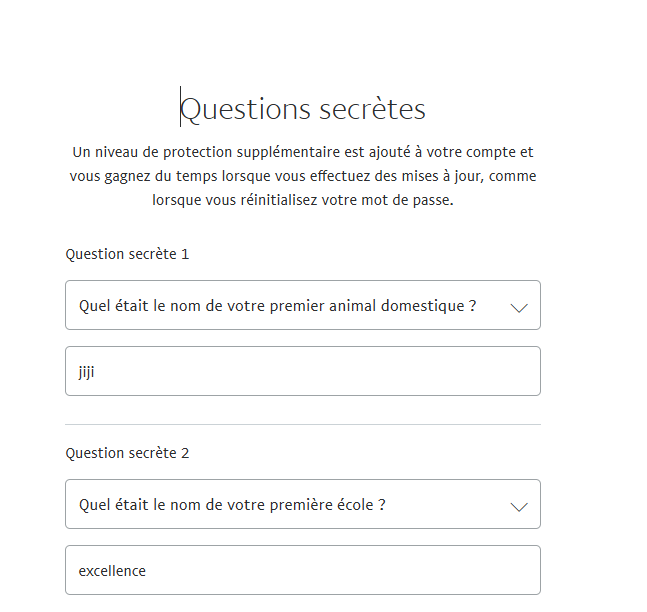 Questions secrètes
Un niveau de protection supplémentaire est ajouté à votre compte et
vous gagnez du temps lorsque vous effectuez des mises à jour, comme
lorsque vous réinitialisez votre mot de passe.
Question secrète 1
Quel était le nom de votre premier animal domestique ?
jiji
Question secrète 2
Quel était le nom de votre première école ?
excellence